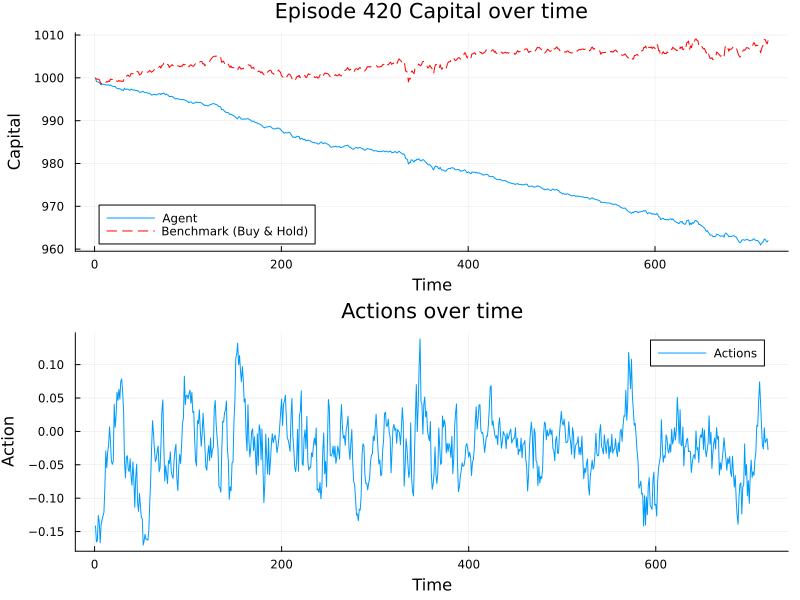 Episode 420 Capital over time
1010
1000
990
980
970
960
Capital
Agent
Benchmark (Buy & Hold)
0
200
400
600
Time
Actions over time
0.10
0.05
0.00
−0.05
−0.10
−0.15
Action
Actions
0
200
400
600
Time